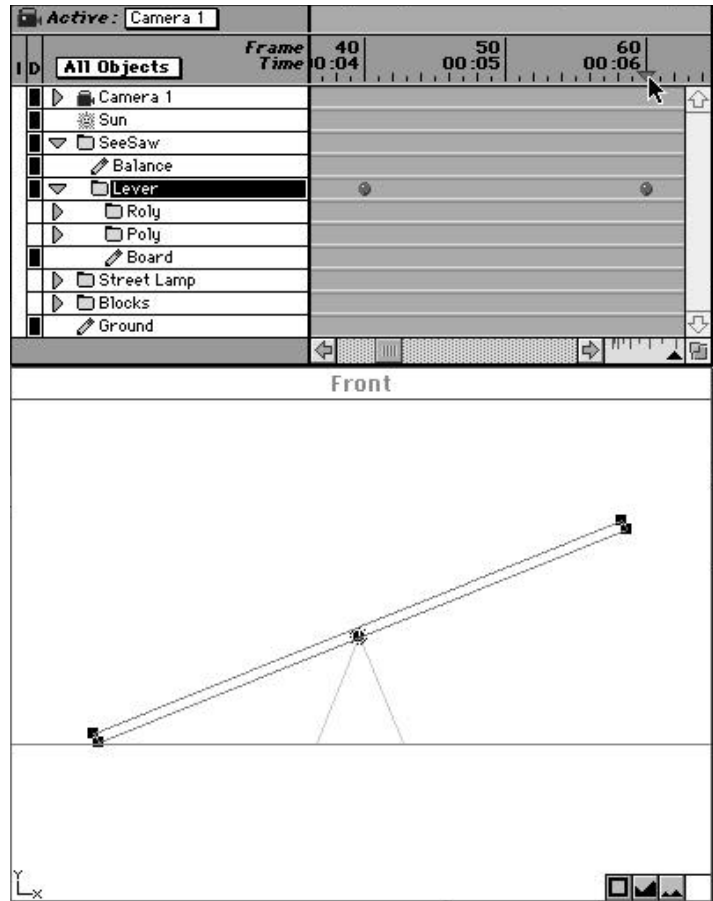 Active: Camera 1
Frame 40 50 60
I D All Objects Time 00:04 00:05 00:06
Camera 1
Sun
SeeSaw
Balance
Lever
Roly
Poly
Board
Street Lamp
Blocks
Ground
Front
Y
X